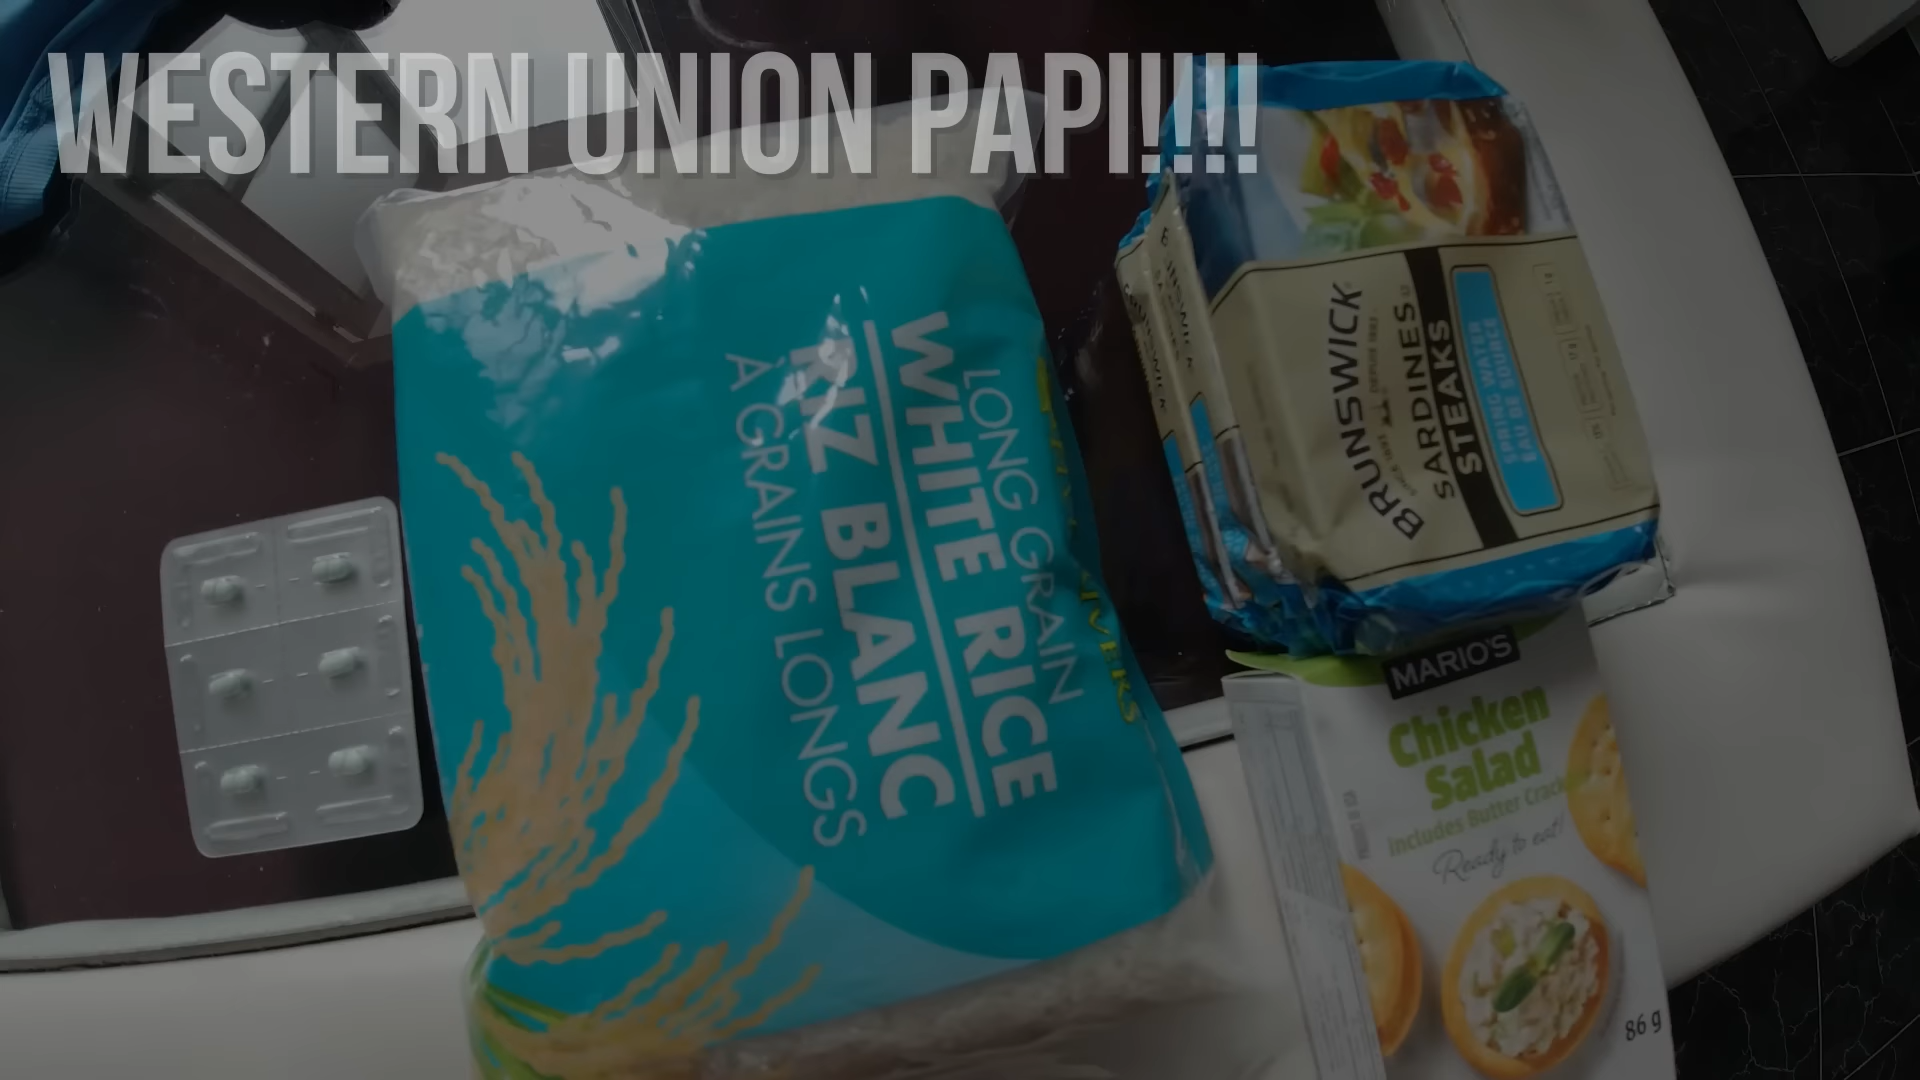 WESTERN UNION PAPI!!!!
LONG GRAIN
WHITE RICE
RIZ BLANC
À GRAINS LONGS
BRUNSWICK
SARDINES
STEAKS
SPRING WATER
EAU DE SOURCE
MARIO'S
Chicken
Salad
Includes Butter
Ready to eat!
86 g